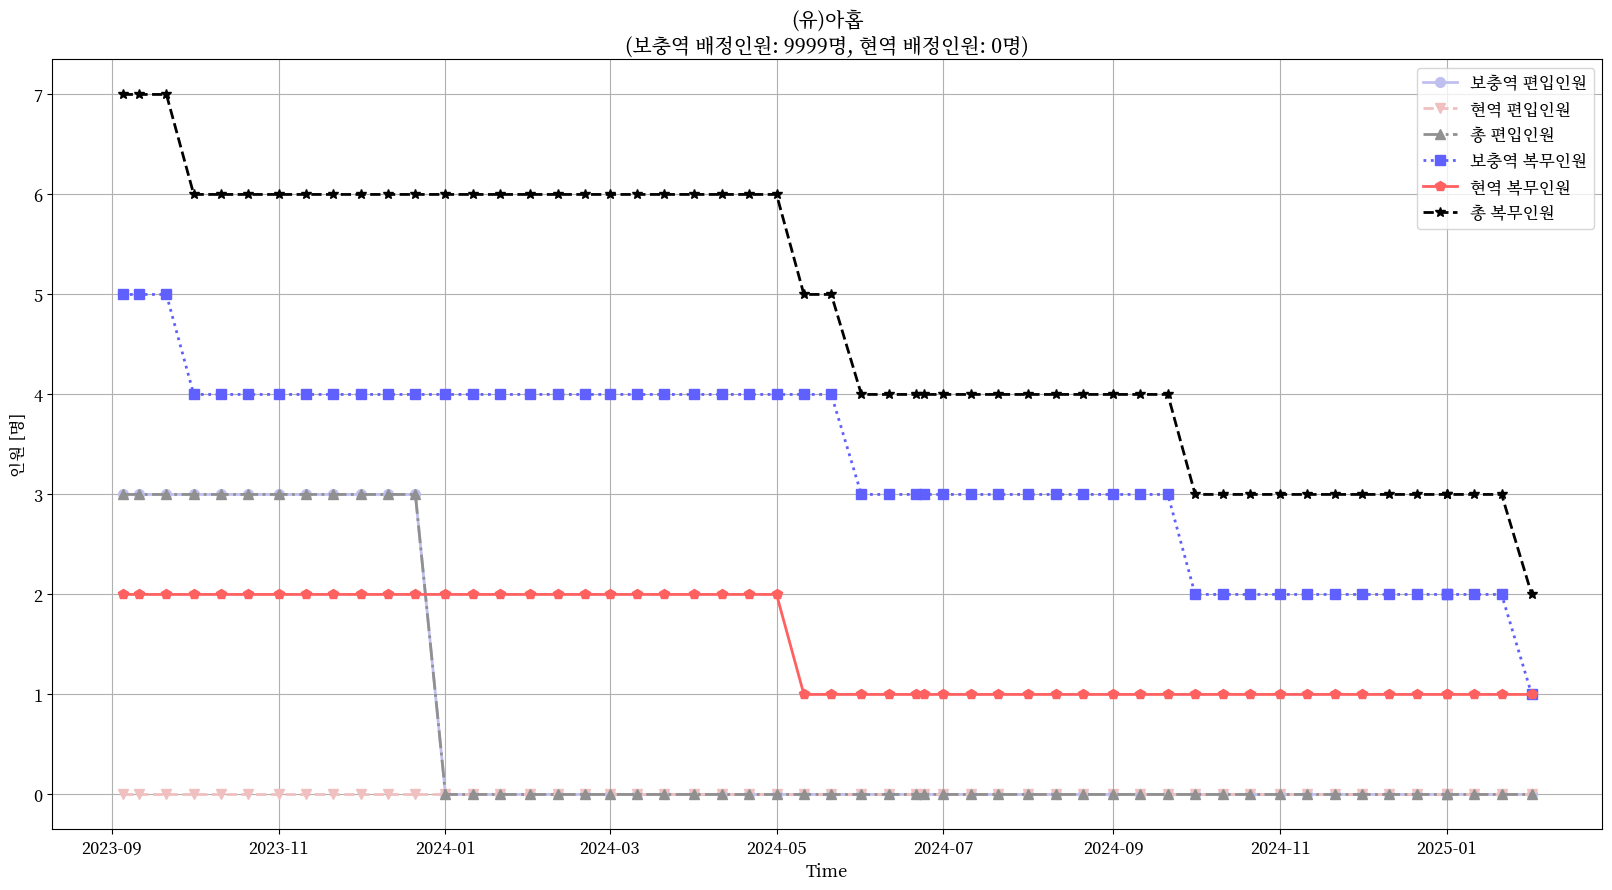 (유)아홉
(보충역 배정인원: 9999명, 현역 배정인원: 0명)
보충역 편입인원
현역 편입인원
총 편입인원
보충역 복무인원
현역 복무인원
총 복무인원
인원 [명]
7
6
5
4
3
2
1
0
2023-09
2023-11
2024-01
2024-03
2024-05
2024-07
2024-09
2024-11
2025-01
Time